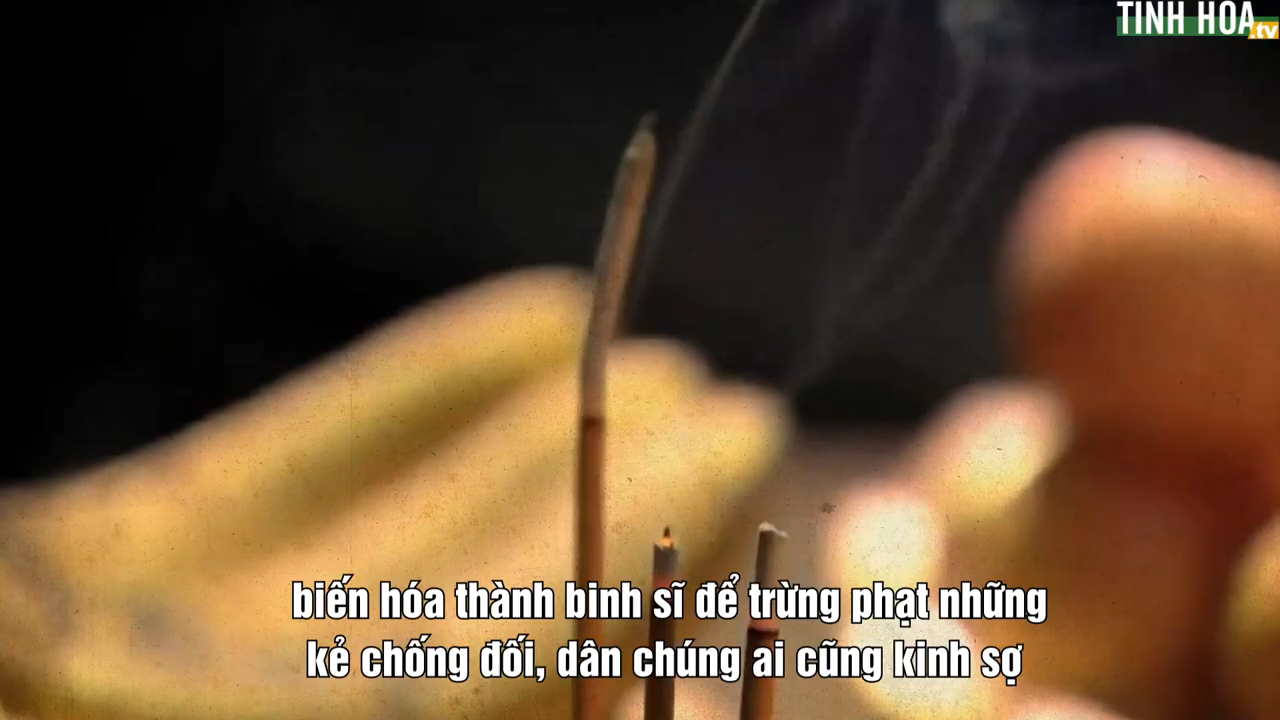 TINH HOA
.tv
biến hóa thành binh sĩ để trừng phạt những
kẻ chống đối, dân chúng ai cũng kinh sợ